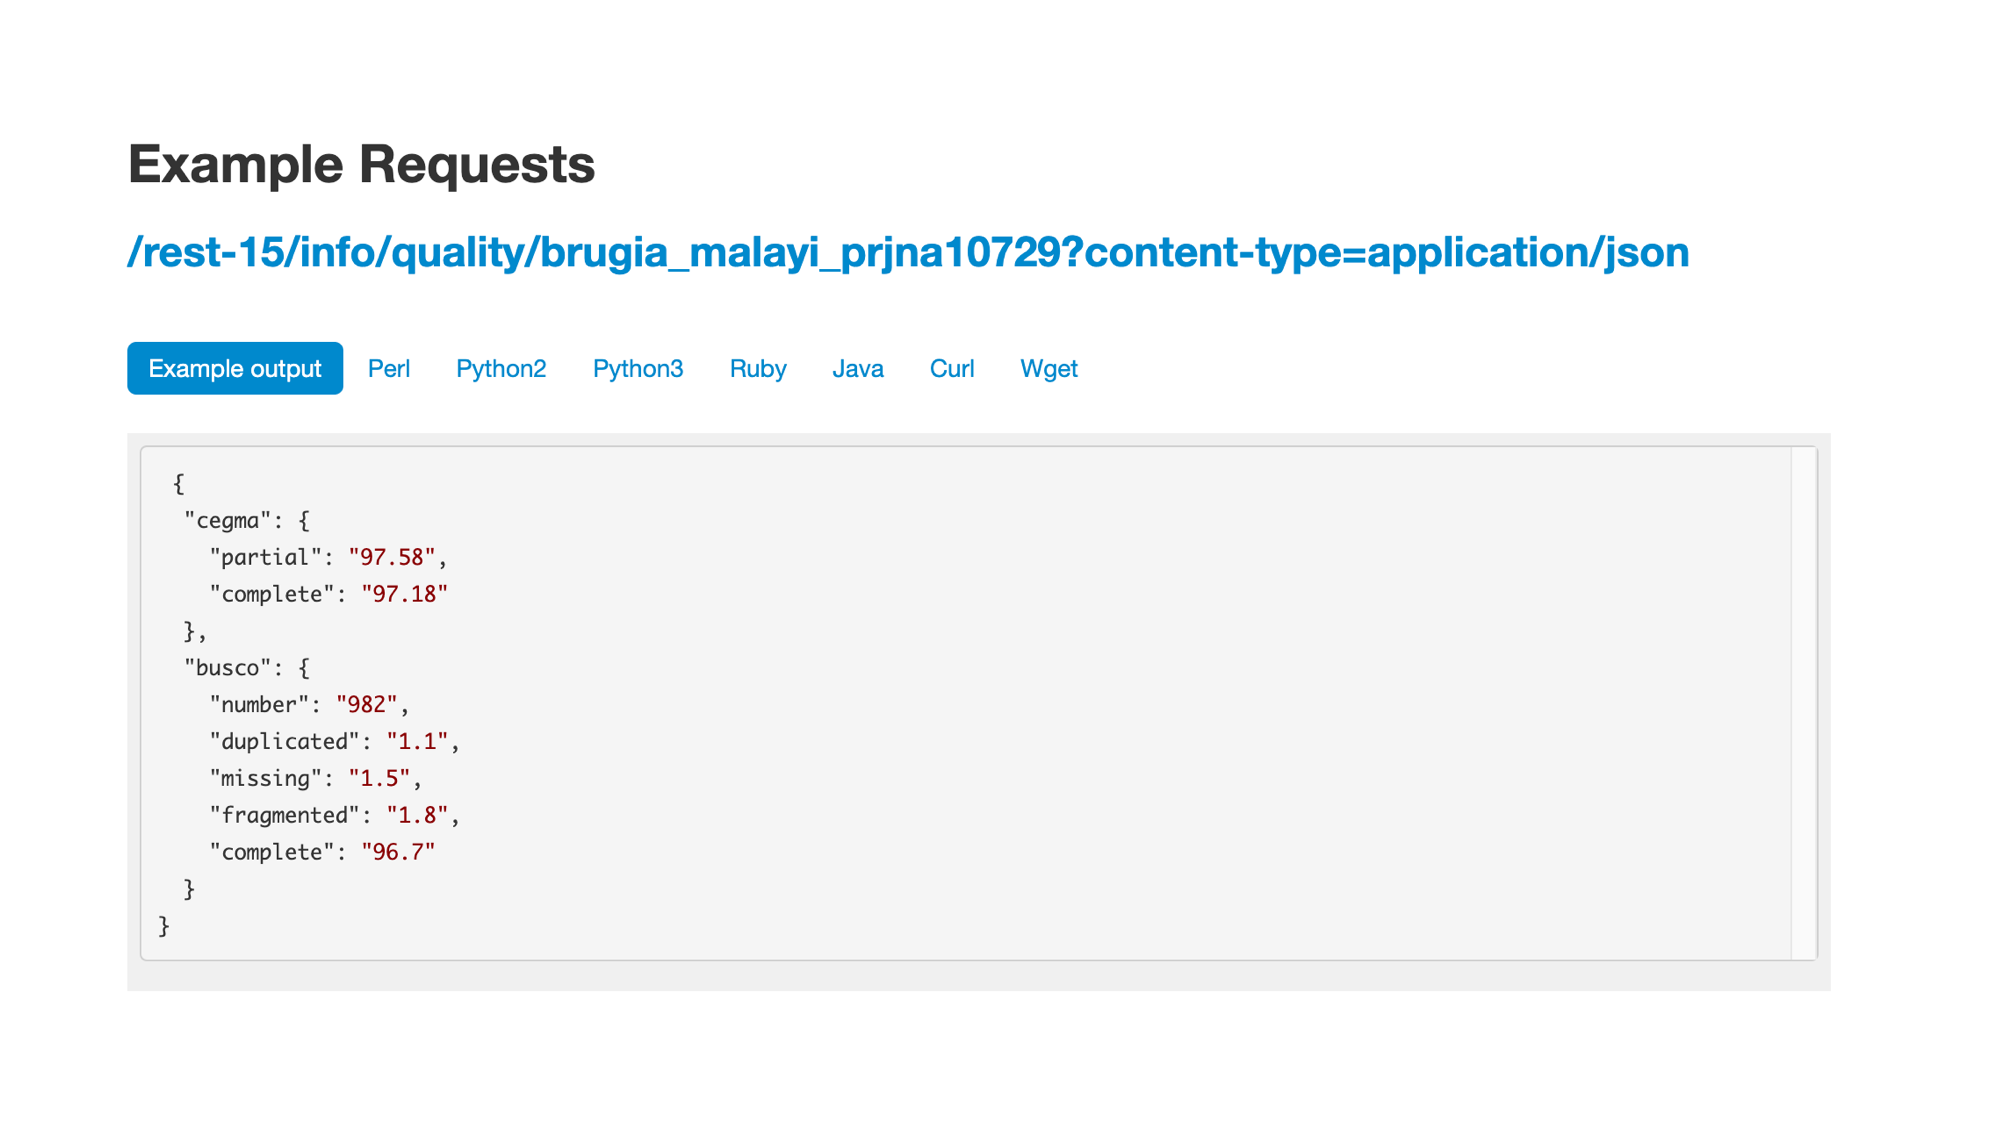 Example Requests
/rest-15/info/quality/brugia_malayi_prjna10729?content-type=application/json
Example output Perl Python2 Python3 Ruby Java Curl Wget
{
"cegma": {
"partial": "97.58",
"complete": "97.18"
},
"busco": {
"number": "982",
"duplicated": "1.1",
"missing": "1.5",
"fragmented": "1.8",
"complete": "96.7"
}
}